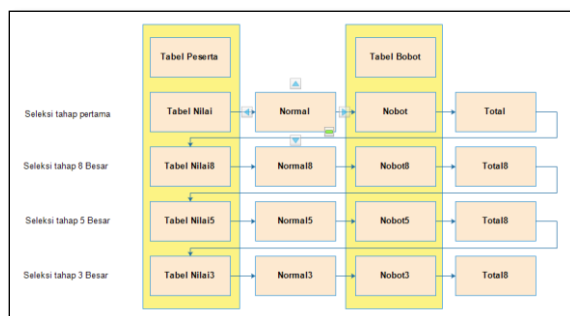 Tabel Peserta
Tabel Bobot
Seleksi tahap pertama
Tabel Nilai
Normal
Nobot
Total
Seleksi tahap 8 Besar
Tabel Nilai8
Normal8
Nobot8
Total8
Seleksi tahap 5 Besar
Tabel Nilai5
Normal5
Nobot5
Total8
Seleksi tahap 3 Besar
Tabel Nilai3
Normal3
Nobot3
Total8